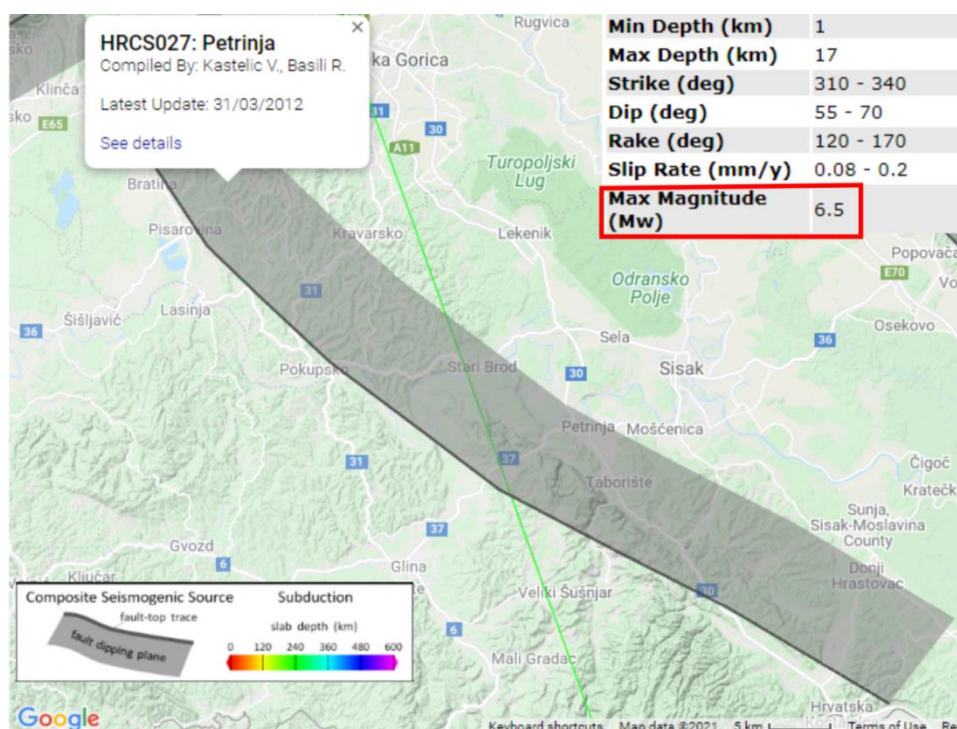 HRCS027: Petrinja
Compiled By: Kastelic V., Basili R.
Latest Update: 31/03/2012
See details
×
Min Depth (km) 1
Max Depth (km) 17
Strike (deg) 310 - 340
Dip (deg) 55 - 70
Rake (deg) 120 - 170
Slip Rate (mm/y) 0.08 - 0.2
Max Magnitude (Mw) 6.5
Rugvica
sko
ka Gorica
Klinča
sko
E65
31
30
A11
Turopoljski
Lug
Bratina
Pisarovina
Kravarsko
Lekenik
Popovača
E70
Vo
Odransko
Polje
31
Lasinja
Šišljavić
36
Osekovo
Sela
36
Pokupsko
Stari Brod
30
Sisak
Petrinja
Mošćenica
31
37
Čigoč
Kratečk
Taborište
Sunja,
Sisak-Moslavina
County
37
Gvozd
6
Glina
Donji
Hrastovac
Ključar
30
Veliki Šušnjar
6
Mali Gradac
Hrvatska
Composite Seismogenic Source
fault-top trace
fault dipping plane
Subduction
slab depth (km)
0 120 240 360 480 600
Google
Keyboard shortcuts Map data ©2021 5 km Terms of Use Re